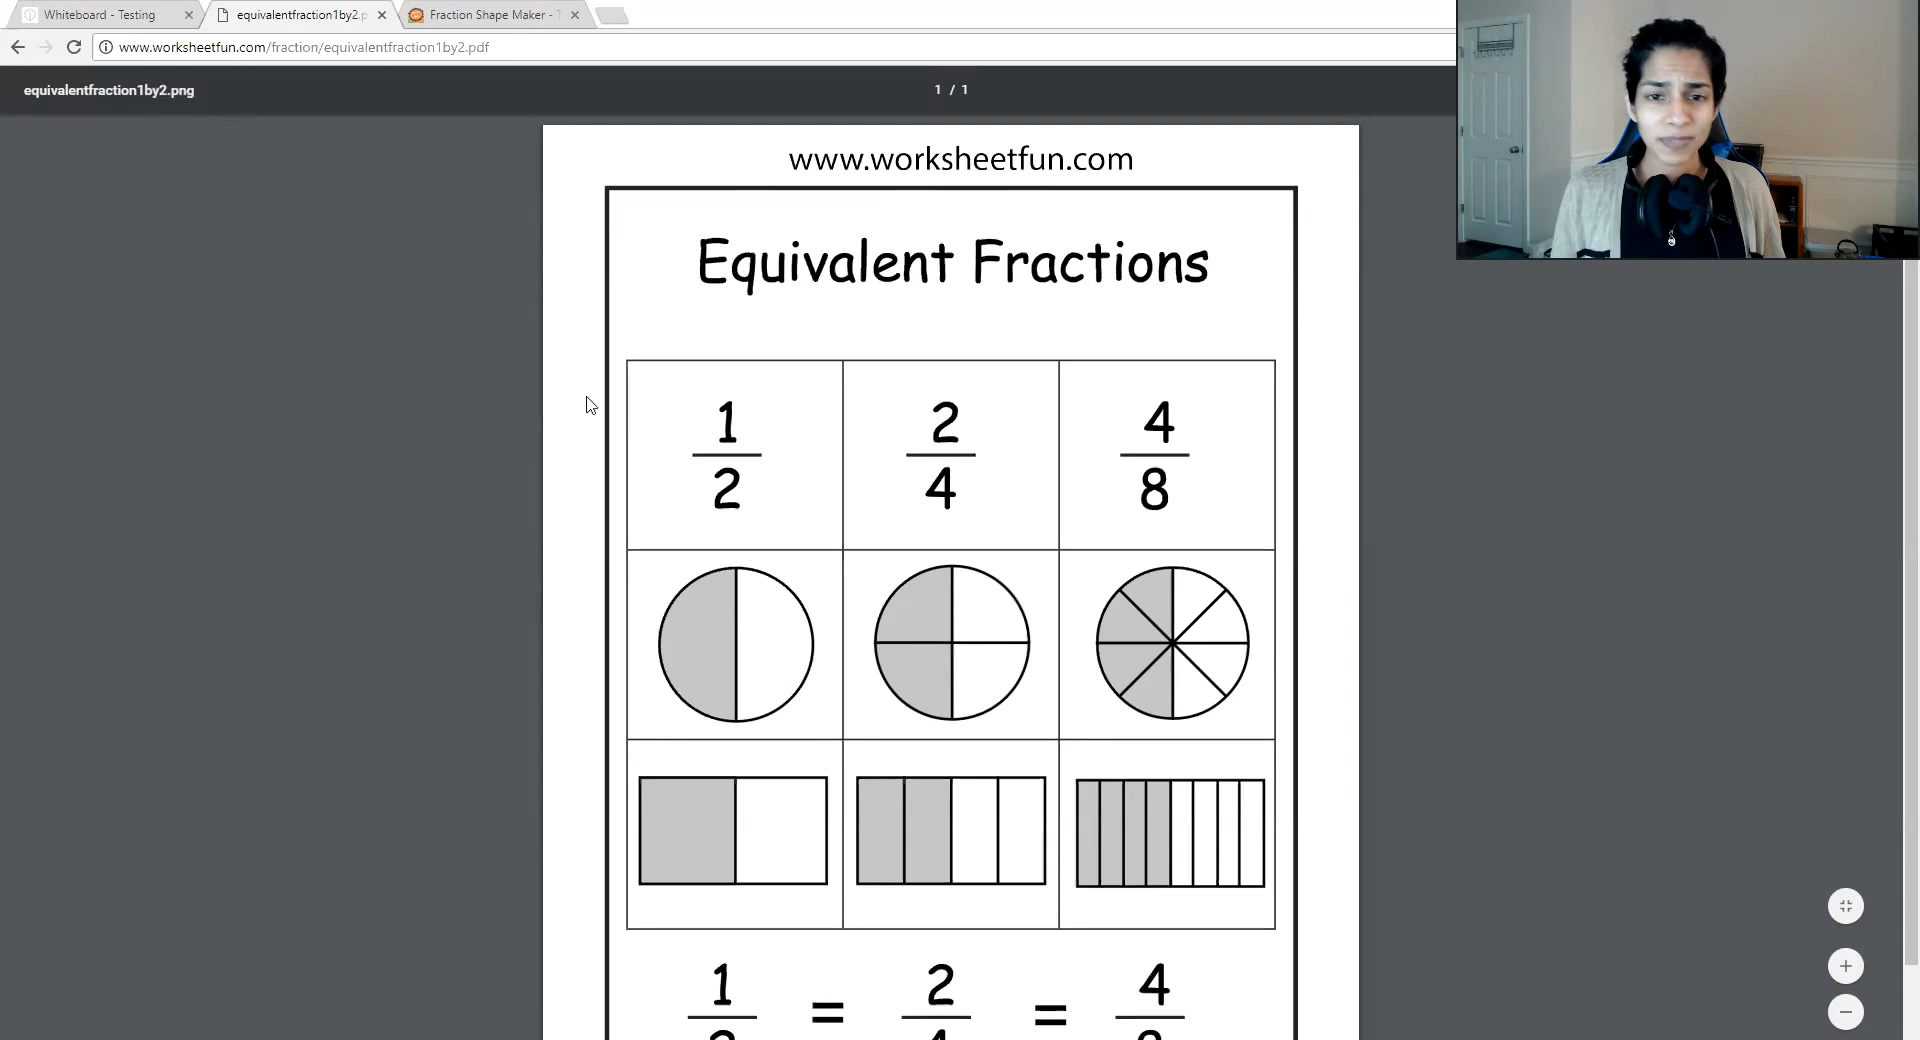 Whiteboard - Testing
equivalentfraction1by2.p
Fraction Shape Maker - T
www.worksheetfun.com/fraction/equivalentfraction1by2.pdf
equivalentfraction1by2.png
1 / 1
www.worksheetfun.com
Equivalent Fractions
1 2 4
2 4 8
1 = 2 = 4